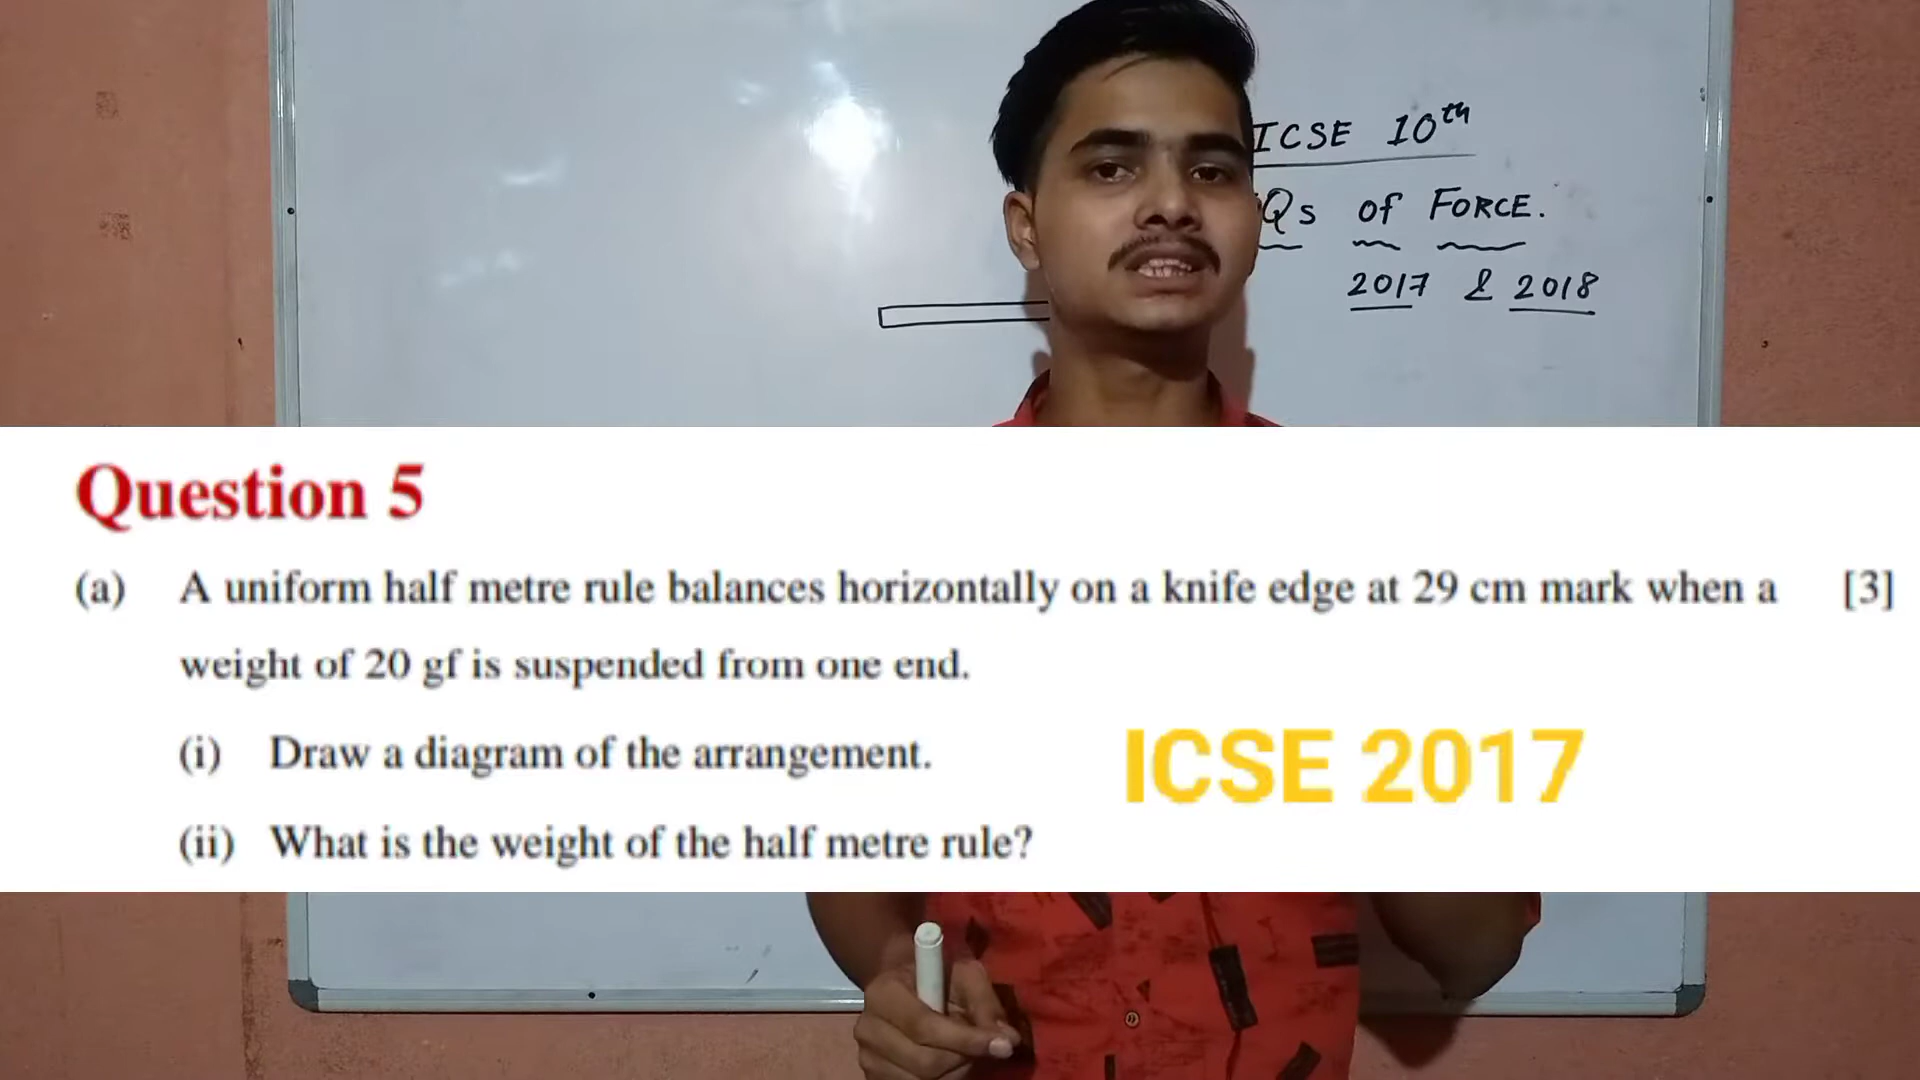 ICSE 10th
Qs of FORCE.
2017 & 2018
Question 5
(a) A uniform half metre rule balances horizontally on a knife edge at 29 cm mark when a [3]
weight of 20 gf is suspended from one end.
(i) Draw a diagram of the arrangement.
ICSE 2017
(ii) What is the weight of the half metre rule?